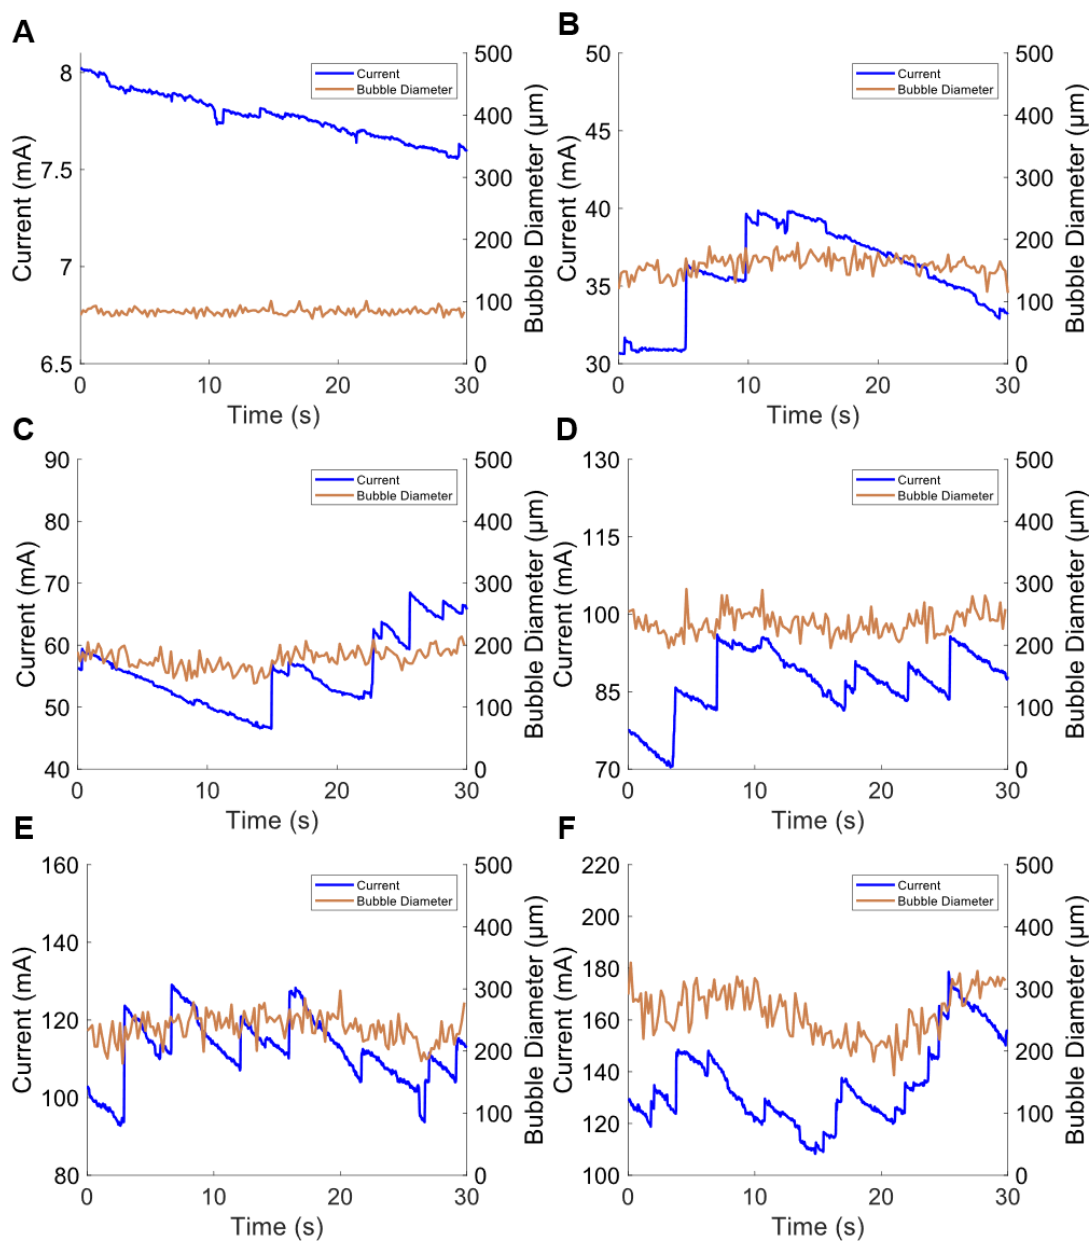 A
Current
Bubble Diameter
8
7.5
7
6.5
Current (mA)
500
400
300
200
100
0
Bubble Diameter (µm)
0 10 20 30
Time (s)
B
Current
Bubble Diameter
50
45
40
35
30
Current (mA)
500
400
300
200
100
0
Bubble Diameter (µm)
0 10 20 30
Time (s)
C
Current
Bubble Diameter
90
80
70
60
50
40
Current (mA)
500
400
300
200
100
0
Bubble Diameter (µm)
0 10 20 30
Time (s)
D
Current
Bubble Diameter
130
115
100
85
70
Current (mA)
500
400
300
200
100
0
Bubble Diameter (µm)
0 10 20 30
Time (s)
E
Current
Bubble Diameter
160
140
120
100
80
Current (mA)
500
400
300
200
100
0
Bubble Diameter (µm)
0 10 20 30
Time (s)
F
Current
Bubble Diameter
220
200
180
160
140
120
100
Current (mA)
500
400
300
200
100
0
Bubble Diameter (µm)
0 10 20 30
Time (s)